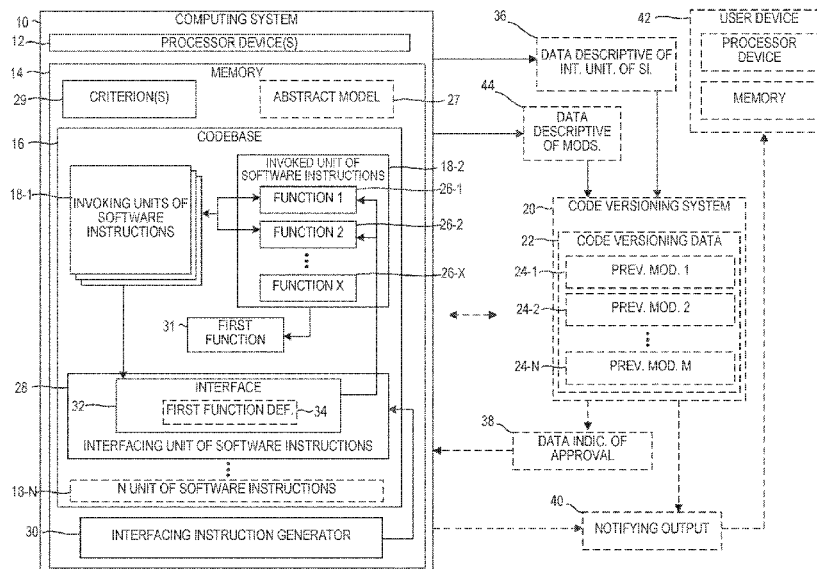 10
COMPUTING SYSTEM
12
PROCESSOR DEVICE(S)
14
MEMORY
29
CRITERION(S)
ABSTRACT MODEL
27
16
CODEBASE
18-1
INVOKING UNITS OF
SOFTWARE
INSTRUCTIONS
INVOKED UNIT OF
SOFTWARE INSTRUCTIONS
18-2
FUNCTION 1
26-1
FUNCTION 2
26-2
FUNCTION X
26-X
31
FIRST
FUNCTION
28
32
INTERFACE
FIRST FUNCTION DEF.
34
INTERFACING UNIT OF SOFTWARE INSTRUCTIONS
18-N
N UNIT OF SOFTWARE INSTRUCTIONS
30
INTERFACING INSTRUCTION GENERATOR
36
DATA DESCRIPTIVE OF
INT. UNIT. OF SI.
44
DATA
DESCRIPTIVE
OF MODS.
42
USER DEVICE
PROCESSOR
DEVICE
MEMORY
20
CODE VERSIONING SYSTEM
22
CODE VERSIONING DATA
24-1
PREV. MOD. 1
24-2
PREV. MOD. 2
24-N
PREV. MOD. M
38
DATA INDIC. OF
APPROVAL
40
NOTIFYING OUTPUT